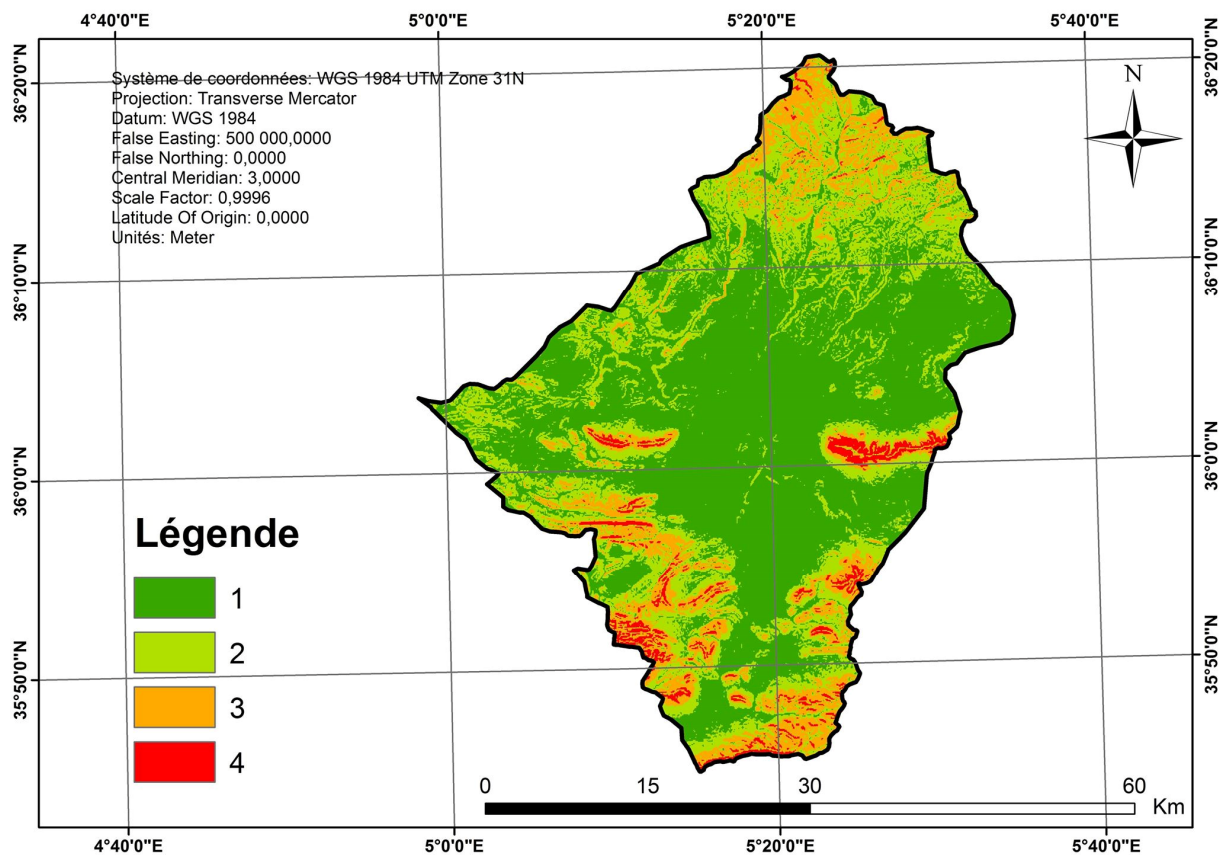 4°40'0"E 5°0'0"E 5°20'0"E 5°40'0"E
36°20'0"N
36°20'0"N
Système de coordonnées: WGS 1984 UTM Zone 31N
Projection: Transverse Mercator
Datum: WGS 1984
False Easting: 500 000,0000
False Northing: 0,0000
Central Meridian: 3,0000
Scale Factor: 0,9996
Latitude Of Origin: 0,0000
Unités: Meter
N
36°10'0"N
36°10'0"N
36°0'0"N
36°0'0"N
Légende
1
2
3
4
35°50'0"N
35°50'0"N
0 15 30 60
Km
4°40'0"E 5°0'0"E 5°20'0"E 5°40'0"E